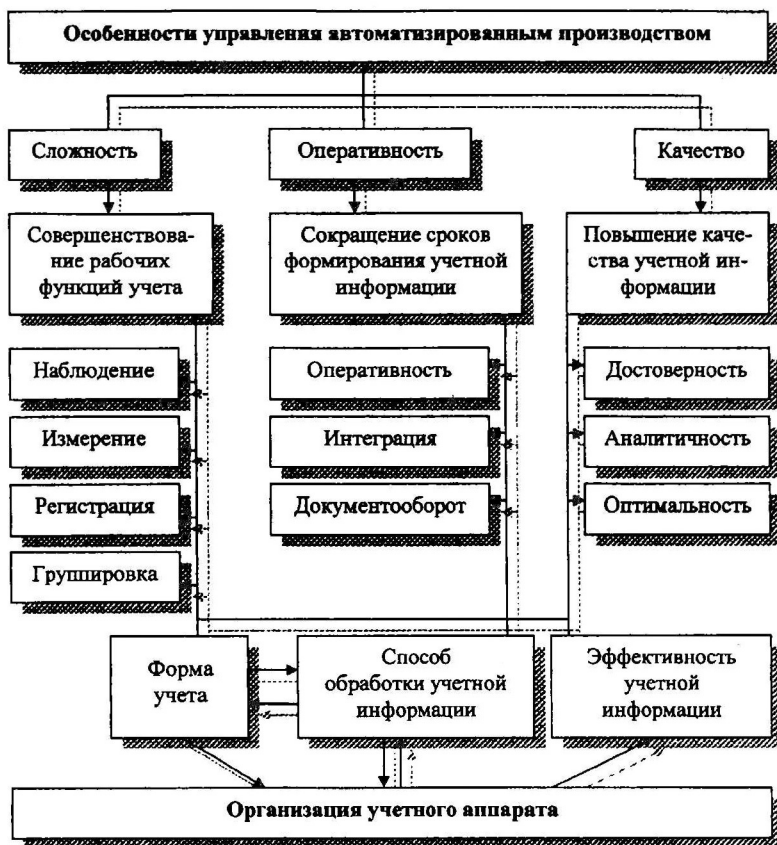 Особенности управления автоматизированным производством
Сложность
Оперативность
Качество
Совершенствова-
ние рабочих
функций учета
Сокращение сроков
формирования учетной
информации
Повышение каче-
ства учетной ин-
формации
Наблюдение
Оперативность
Достоверность
Измерение
Интеграция
Аналитичность
Регистрация
Документооборот
Оптимальность
Группировка
Форма
учета
Способ
обработки учетной
информации
Эффективность
учетной
информации
Организация учетного аппарата